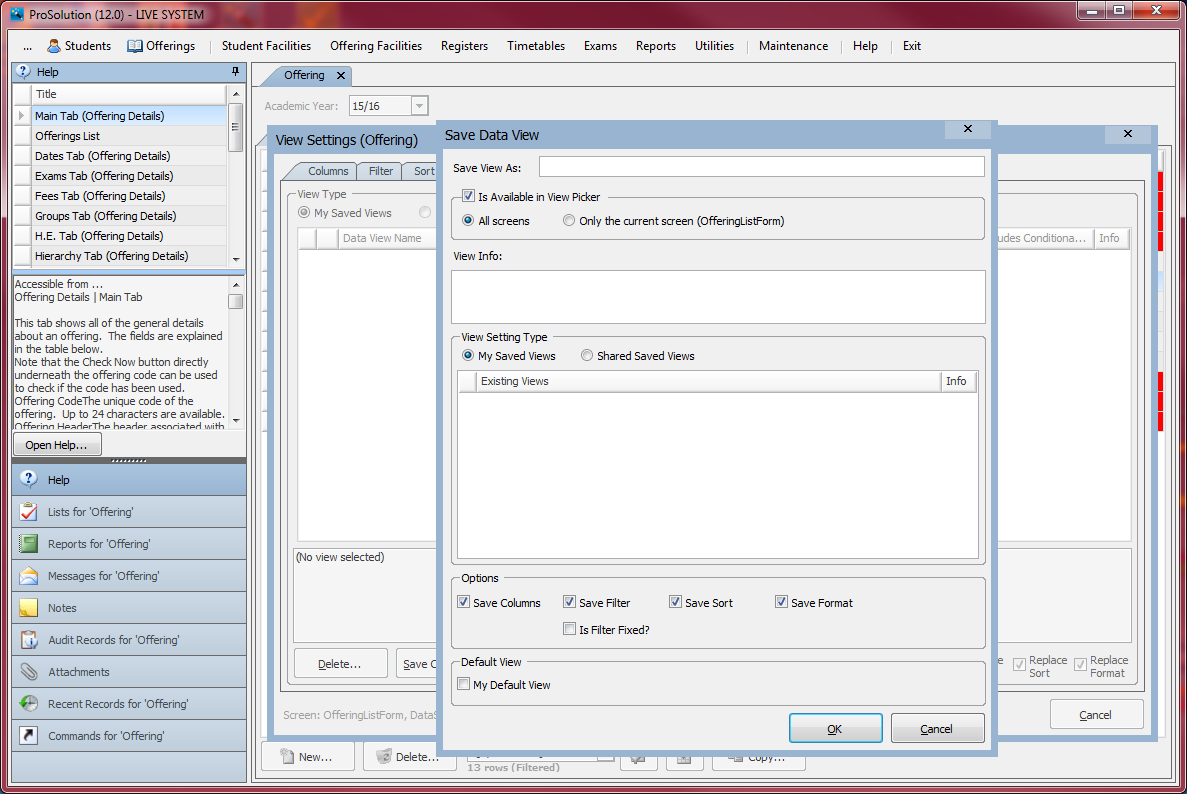 ProSolution (12.0) - LIVE SYSTEM
... Students Offerings Student Facilities Offering Facilities Registers Timetables Exams Reports Utilities Maintenance Help Exit
Help
Title
Main Tab (Offering Details)
Offerings List
Dates Tab (Offering Details)
Exams Tab (Offering Details)
Fees Tab (Offering Details)
Groups Tab (Offering Details)
H.E. Tab (Offering Details)
Hierarchy Tab (Offering Details)
Accessible from ...
Offering Details | Main Tab
This tab shows all of the general details
about an offering. The fields are explained
in the table below.
Note that the Check Now button directly
underneath the offering code can be used
to check if the code has been used.
Offering CodeThe unique code of the
offering. Up to 24 characters are available.
Offering HeaderThe header associated with
Open Help...
Help
Lists for 'Offering'
Reports for 'Offering'
Messages for 'Offering'
Notes
Audit Records for 'Offering'
Attachments
Recent Records for 'Offering'
Commands for 'Offering'
Offering
Academic Year: 15/16
View Settings (Offering)
Columns Filter Sort
View Type
My Saved Views
Data View Name
Info
(No view selected)
Delete...
Save
Replace
Sort
Replace
Format
Screen: OfferingListForm,
Cancel
New...
Delete...
13 rows (Filtered)
Copy...
Save Data View
Save View As:
Is Available in View Picker
All screens Only the current screen (OfferingListForm)
View Info:
View Setting Type
My Saved Views Shared Saved Views
Existing Views Info
Options
Save Columns Save Filter Save Sort Save Format
Is Filter Fixed?
Default View
My Default View
OK Cancel